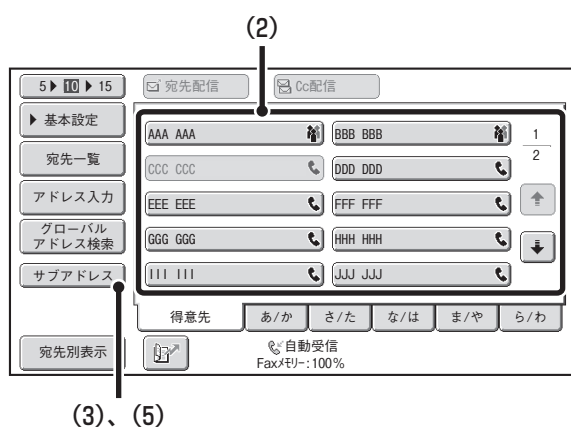 (2)
5 ▶ 10 ▶ 15
宛先配信
Cc配信
▶ 基本設定
宛先一覧
アドレス入力
グローバル
アドレス検索
サブアドレス
宛先別表示
AAA AAA
BBB BBB
CCC CCC
DDD DDD
EEE EEE
FFF FFF
GGG GGG
HHH HHH
III III
JJJ JJJ
1
2
得意先
あ/か
さ/た
な/は
ま/や
ら/わ
自動受信
Faxメモリー:100%
(3)、(5)